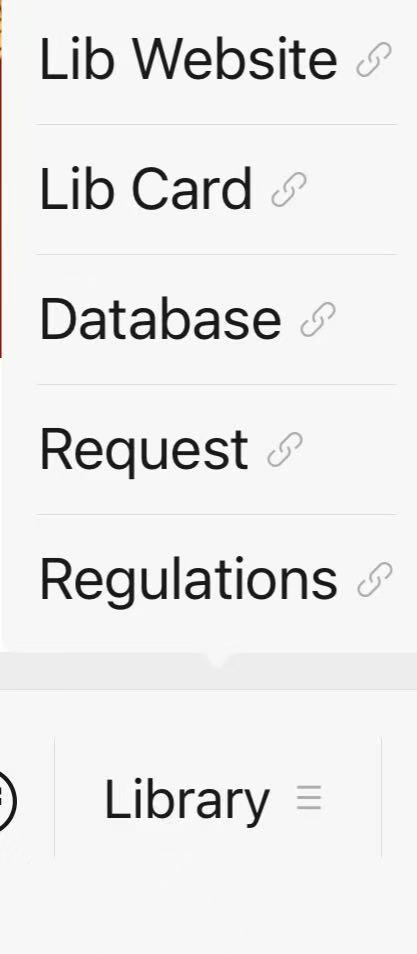 Lib Website
Lib Card
Database
Request
Regulations
Library